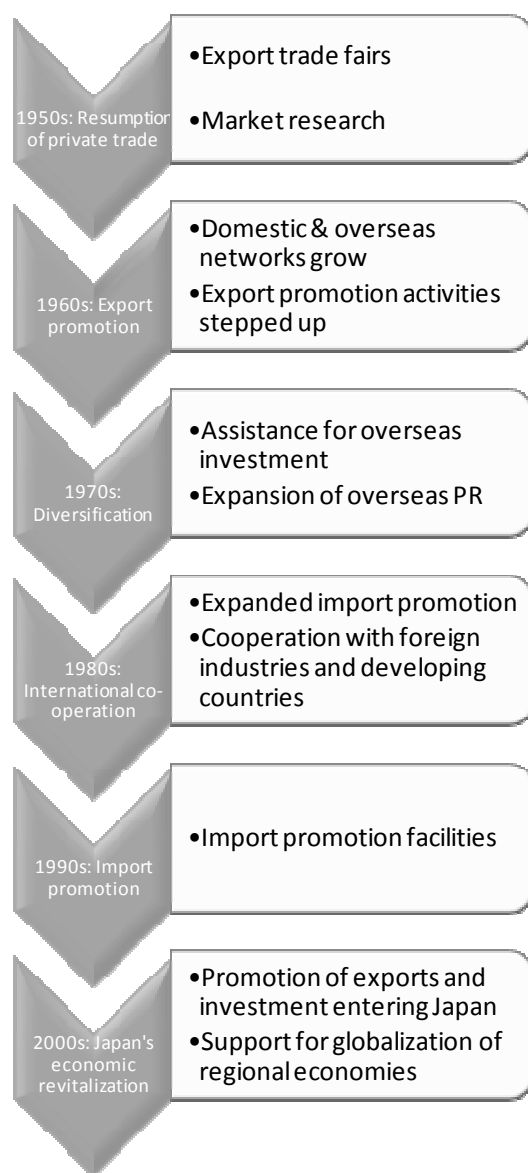 1950s: Resumption
of private trade
•Export trade fairs
•Market research
1960s: Export
promotion
•Domestic & overseas
networks grow
•Export promotion activities
stepped up
1970s:
Diversification
•Assistance for overseas
investment
•Expansion of overseas PR
1980s:
International co-
operation
•Expanded import promotion
•Cooperation with foreign
industries and developing
countries
1990s: Import
promotion
•Import promotion facilities
2000s: Japan's
economic
revitalization
•Promotion of exports and
investment entering Japan
•Support for globalization of
regional economies